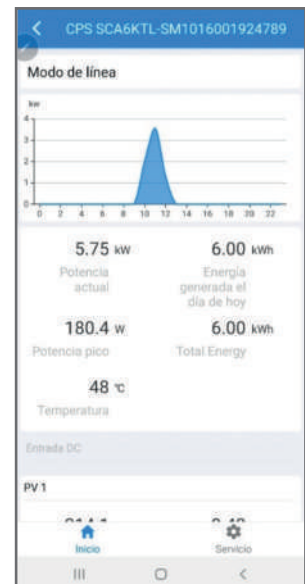 CPS SCA6KTL-SM1016001924789
Modo de línea
kw
4
3
2
1
0
0 2 4 6 8 10 12 14 16 18 20 22
5.75 kW 6.00 kWh
Potencia Energía
actual generada el
día de hoy
180.4 W 6.00 kWh
Potencia pico Total Energy
48 °C
Temperatura
Entrada DC
PV 1
Inicio Servicio